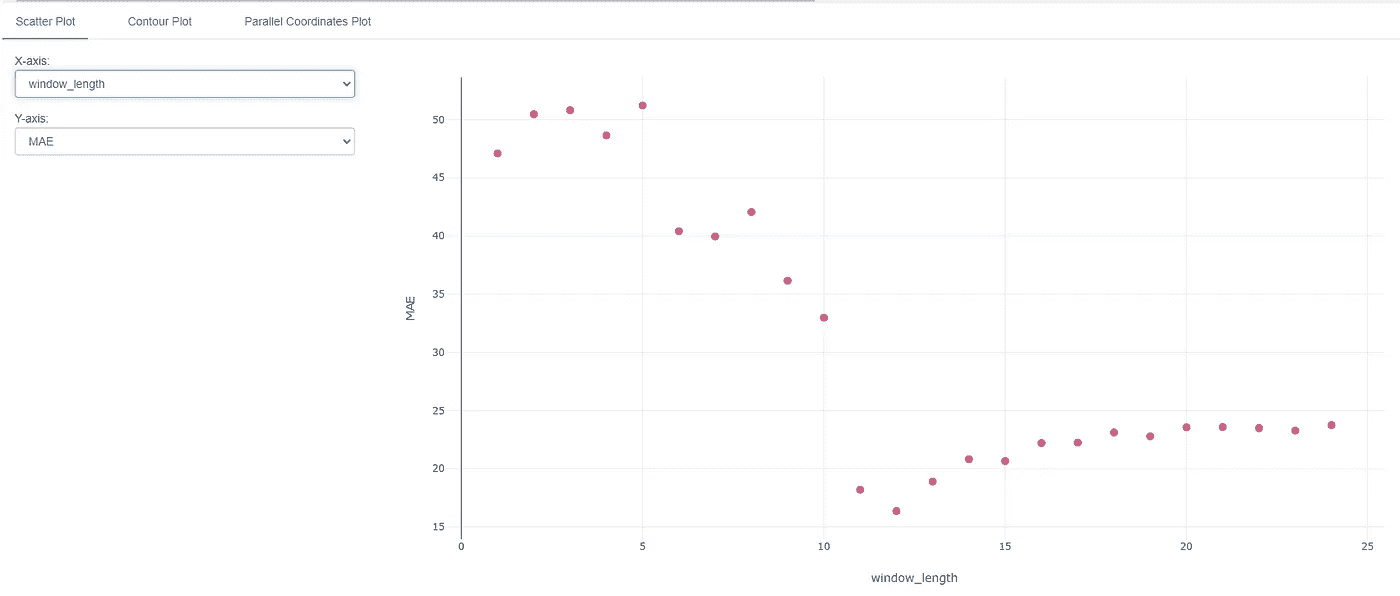 Scatter Plot Contour Plot Parallel Coordinates Plot
X-axis:
window_length
Y-axis:
MAE
50
45
40
35
30
25
20
15
MAE
0 5 10 15 20 25
window_length